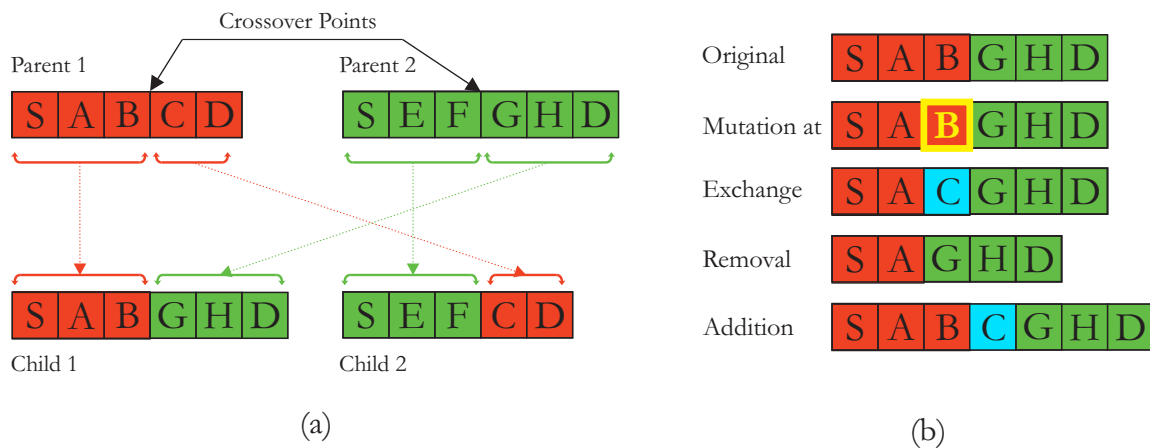 Crossover Points
Parent 1
Parent 2
S A B C D
S E F G H D
S A B G H D
S E F C D
Child 1
Child 2
(a)
Original S A B G H D
Mutation at S A B G H D
Exchange S A C G H D
Removal S A G H D
Addition S A B C G H D
(b)